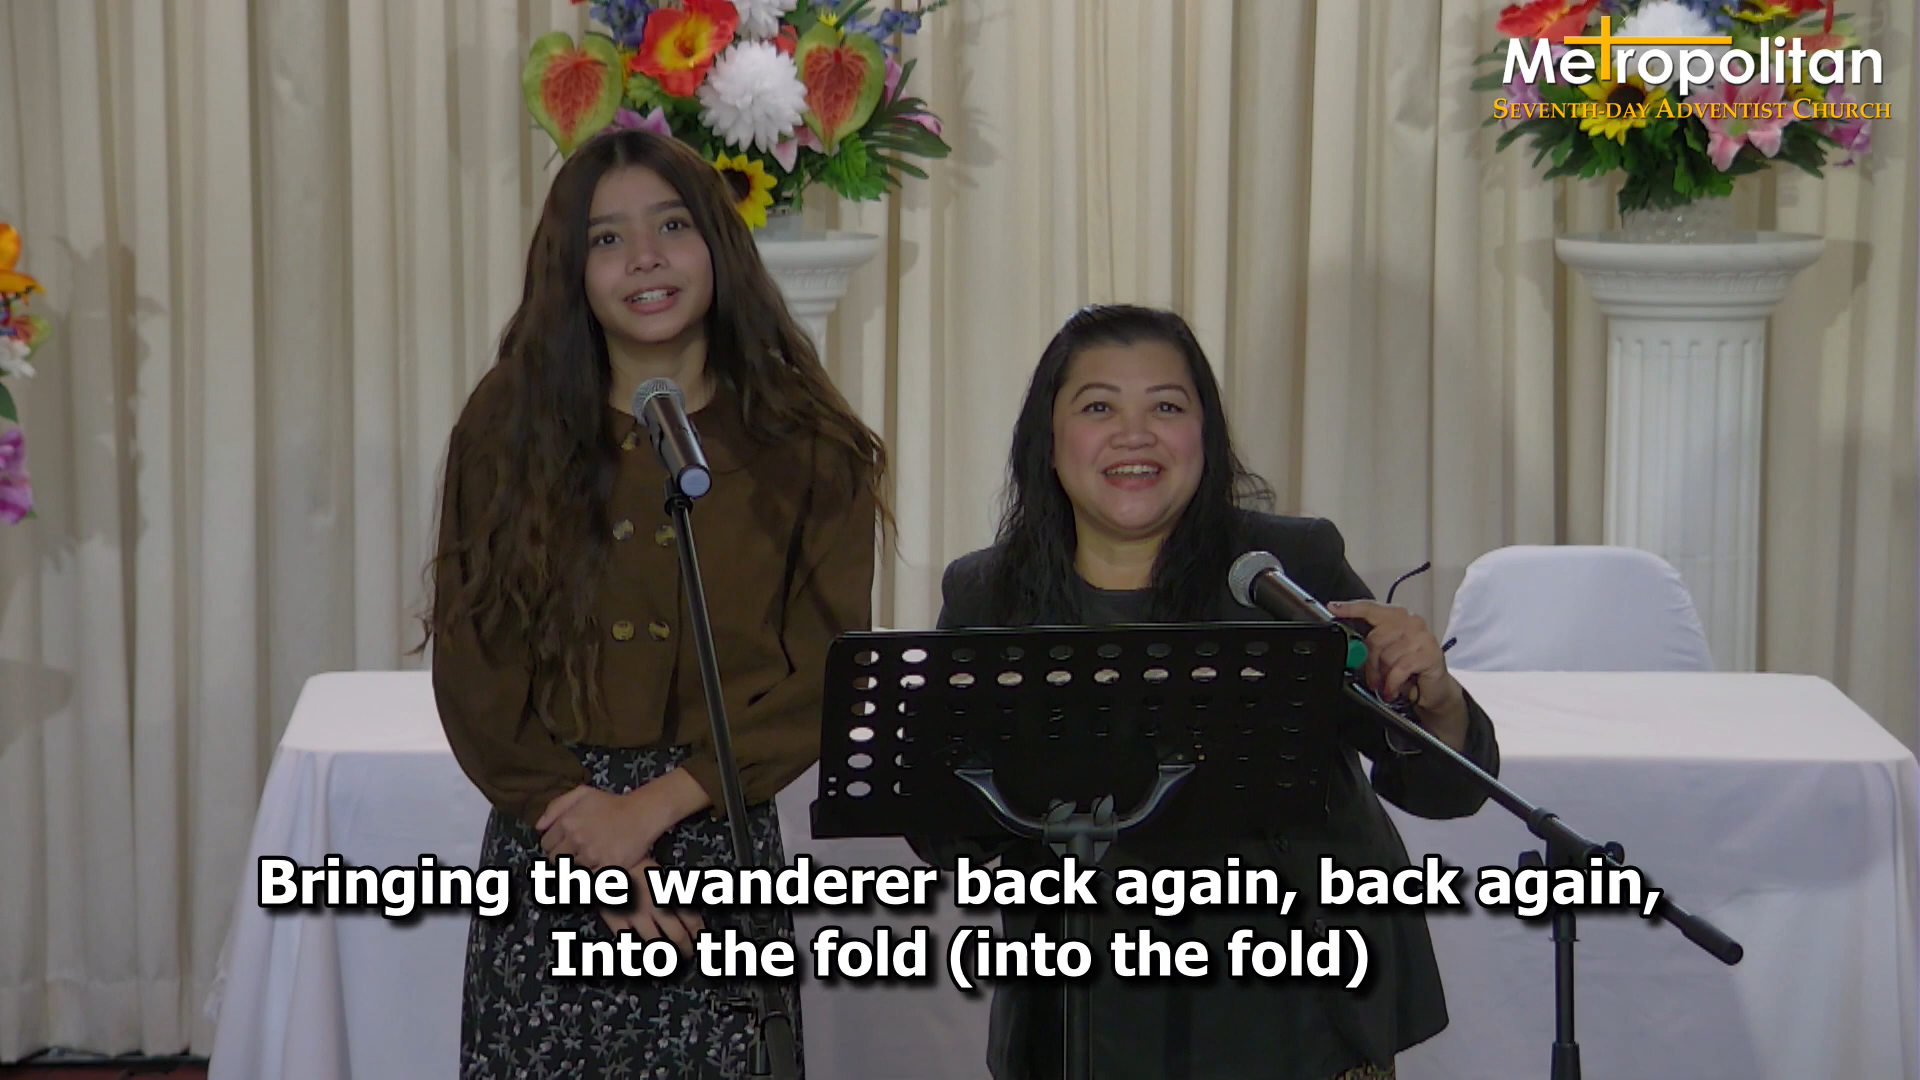 Metropolitan
SEVENTH-DAY ADVENTIST CHURCH
Bringing the wanderer back again, back again,
Into the fold (into the fold)